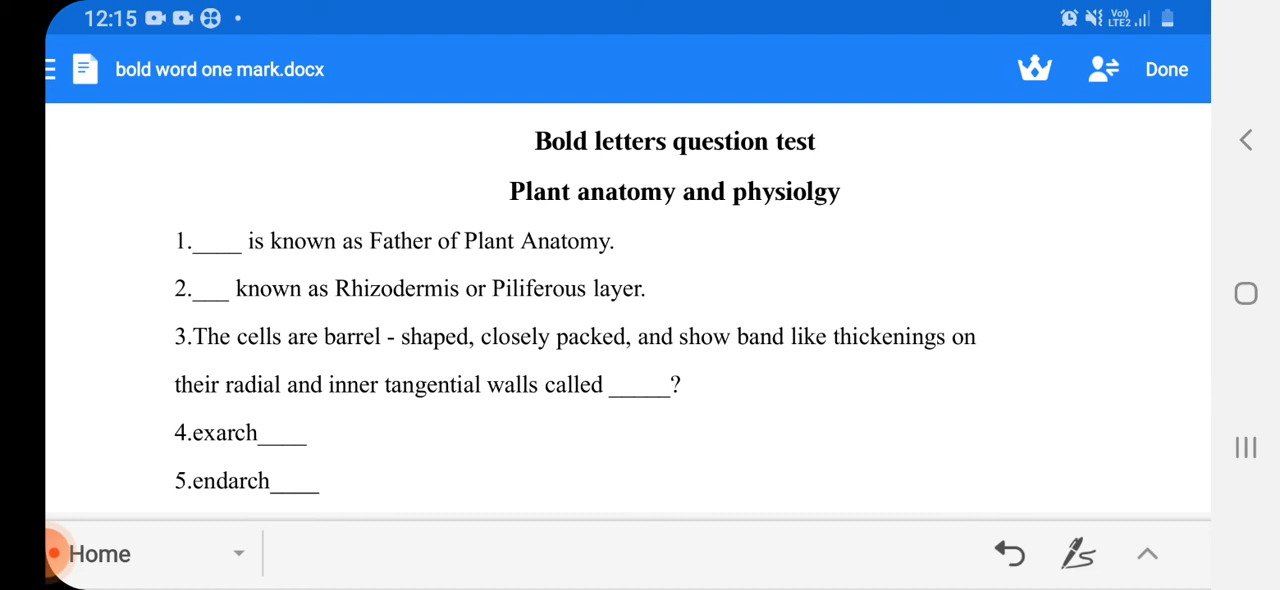 12:15
Vo))
LTE2
bold word one mark.docx
Done
Bold letters question test
Plant anatomy and physiolgy
1.____ is known as Father of Plant Anatomy.
2.___ known as Rhizodermis or Piliferous layer.
3.The cells are barrel - shaped, closely packed, and show band like thickenings on
their radial and inner tangential walls called _____?
4.exarch____
5.endarch____
Home